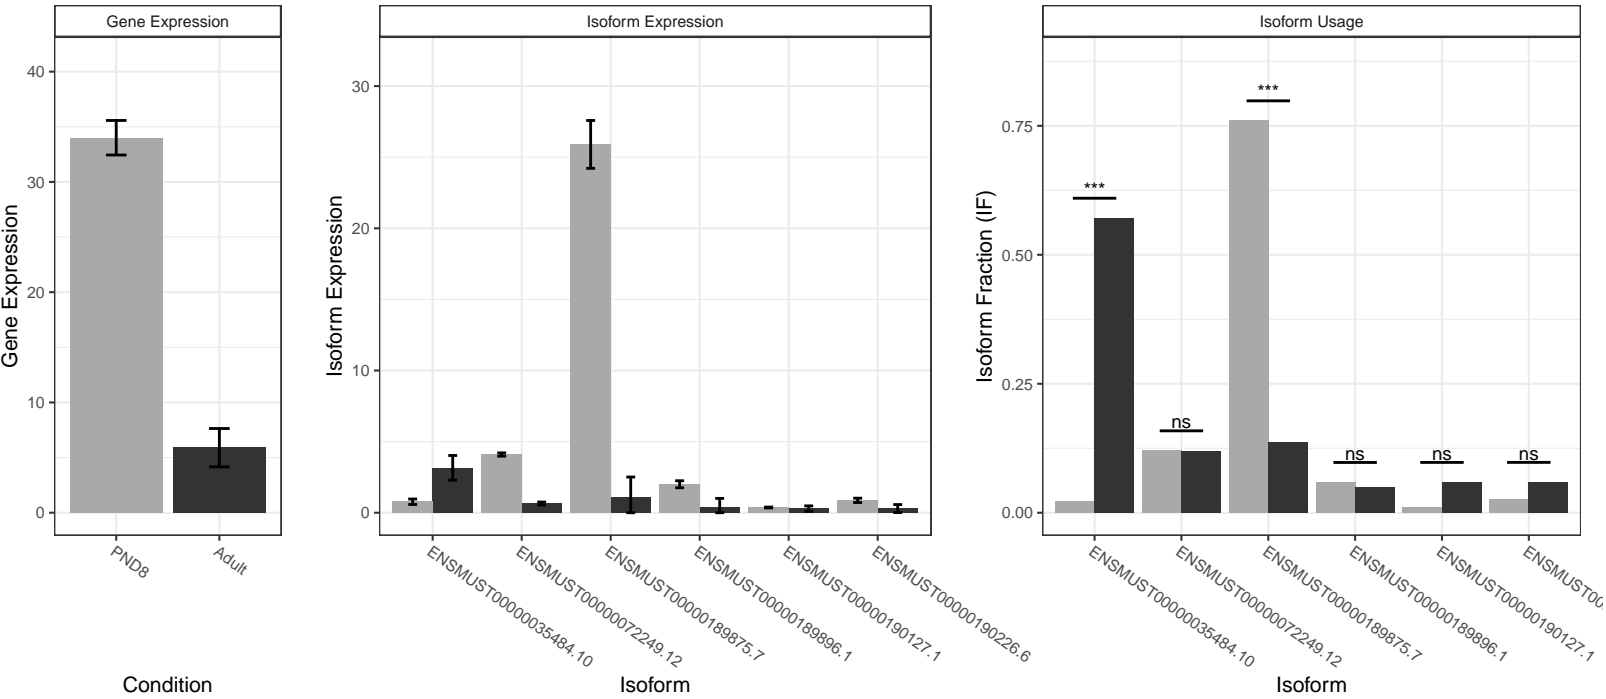 Gene Expression
Isoform Expression
Isoform Usage
Gene Expression
40
30
20
10
0
PND8
Adult
Condition
Isoform Expression
30
20
10
0
ENSMUST00000035484.10
ENSMUST00000072249.12
ENSMUST00000189875.7
ENSMUST00000189896.1
ENSMUST00000190127.1
ENSMUST00000190226.6
Isoform
Isoform Fraction (IF)
0.75
0.50
0.25
0.00
***
ns
***
ns
ns
ns
ENSMUST00000035484.10
ENSMUST00000072249.12
ENSMUST00000189875.7
ENSMUST00000189896.1
ENSMUST00000190127.1
Isoform